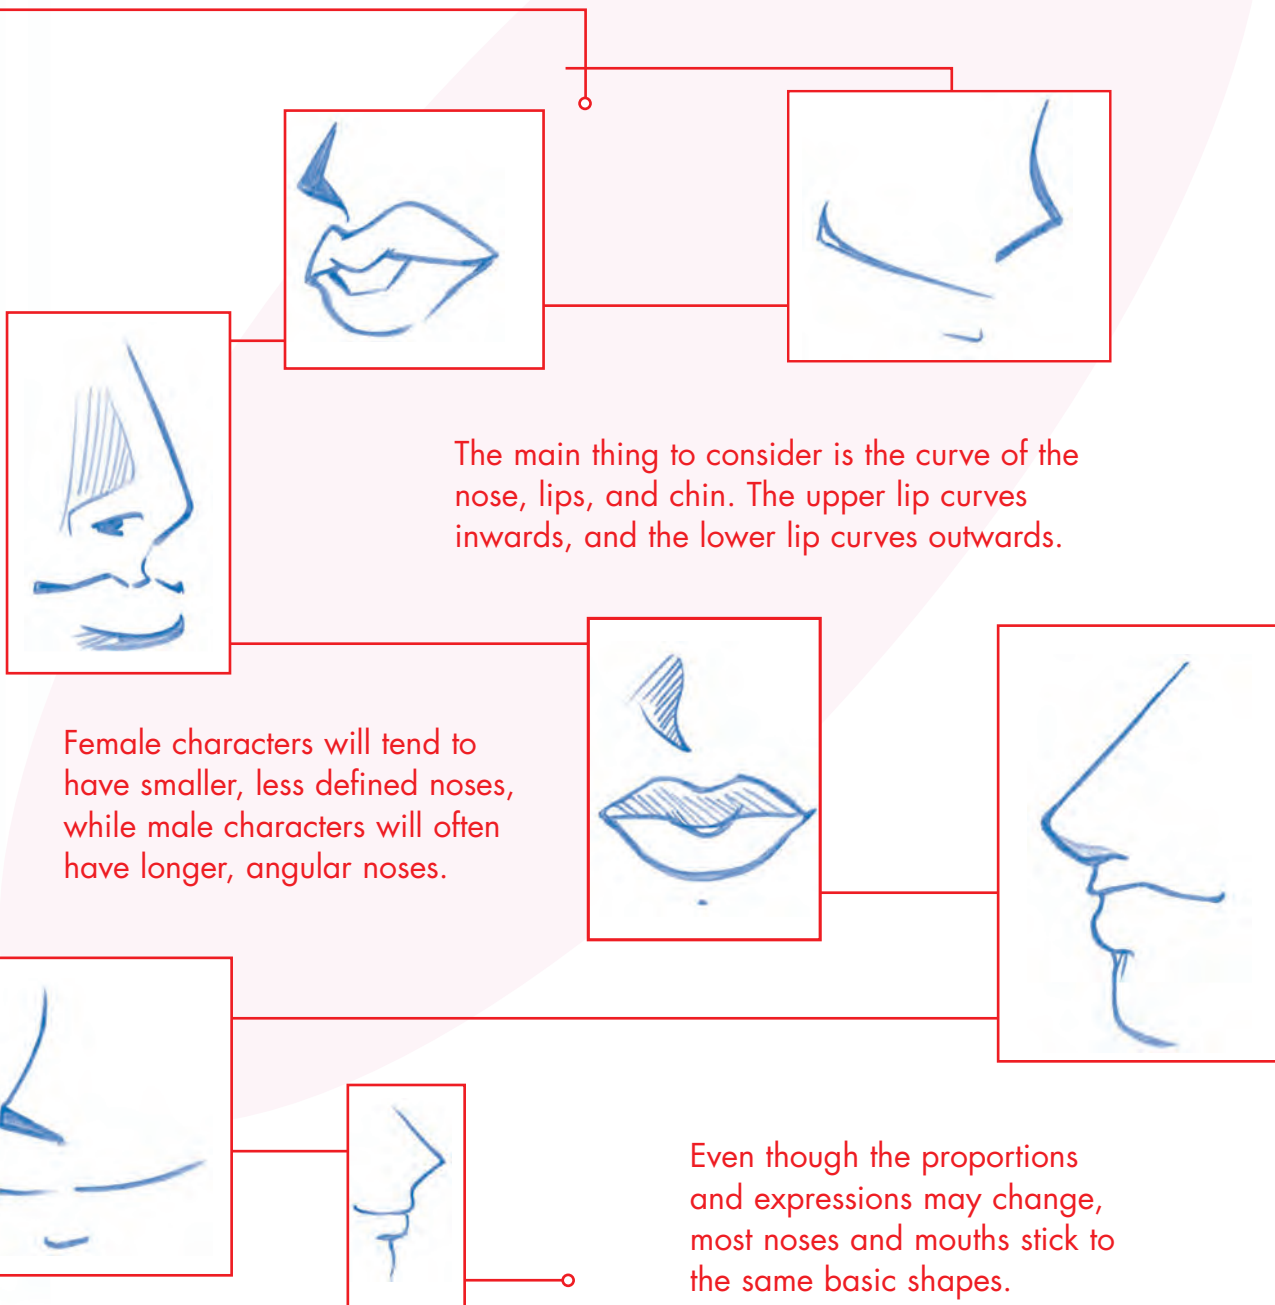 The main thing to consider is the curve of the
nose, lips, and chin. The upper lip curves
inwards, and the lower lip curves outwards.
Female characters will tend to
have smaller, less defined noses,
while male characters will often
have longer, angular noses.
Even though the proportions
and expressions may change,
most noses and mouths stick to
the same basic shapes.